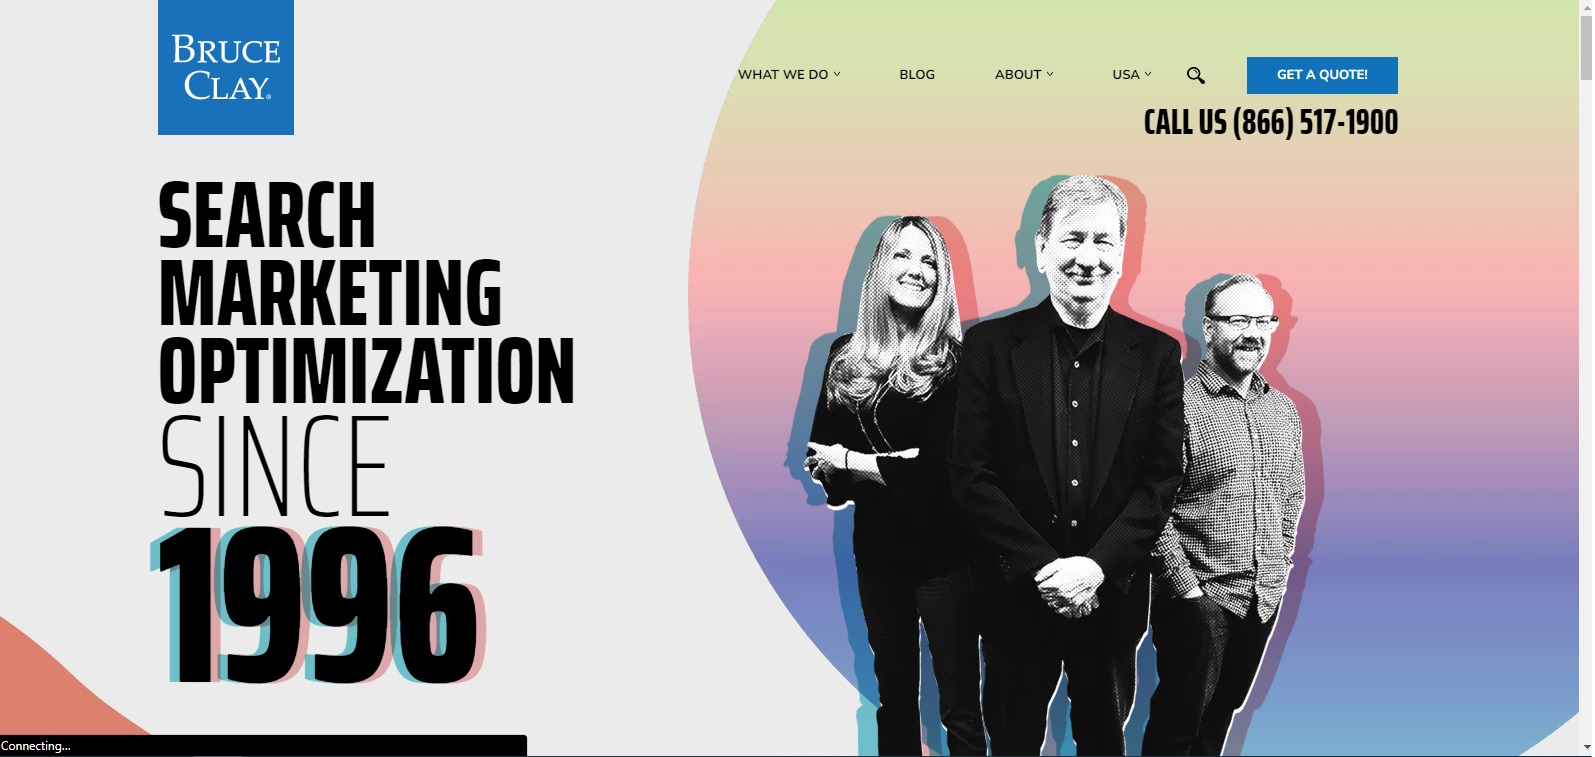 BRUCE
CLAY®
WHAT WE DO
BLOG
ABOUT
USA
GET A QUOTE!
CALL US (866) 517-1900
SEARCH
MARKETING
OPTIMIZATION
SINCE
1996
Connecting...